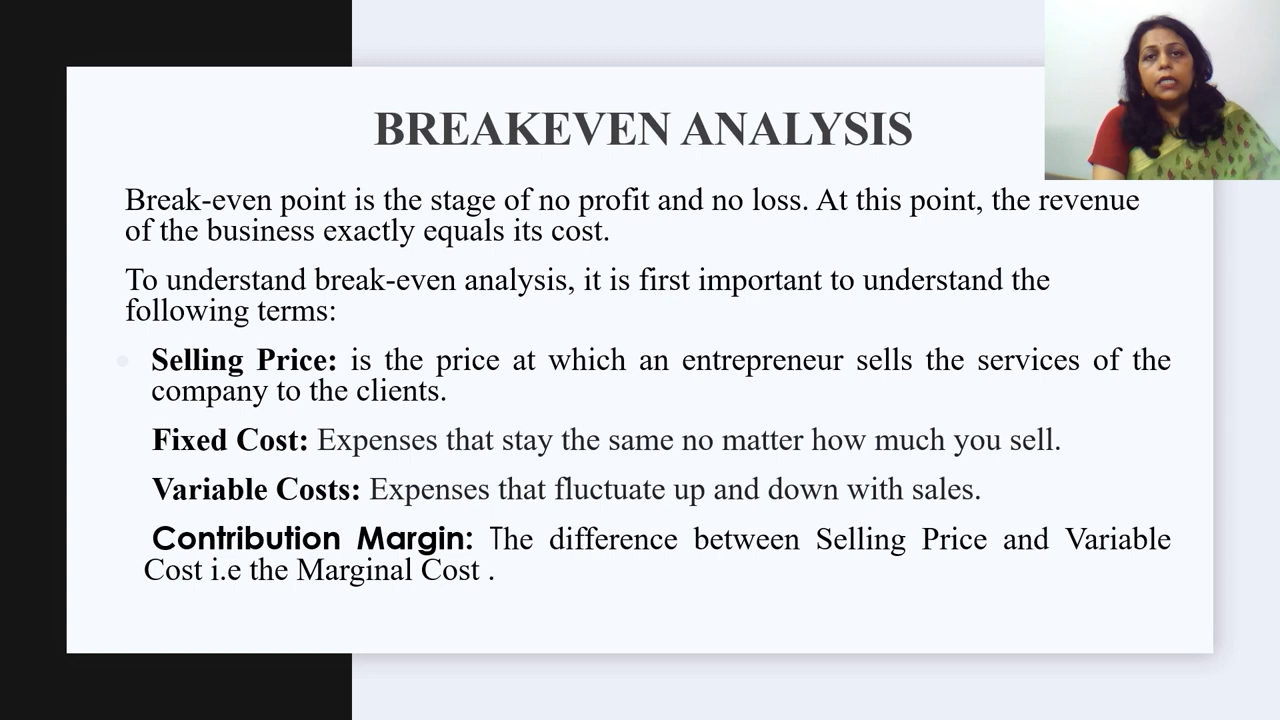 BREAKEVEN ANALYSIS
Break-even point is the stage of no profit and no loss. At this point, the revenue
of the business exactly equals its cost.
To understand break-even analysis, it is first important to understand the
following terms:
Selling Price: is the price at which an entrepreneur sells the services of the
company to the clients.
Fixed Cost: Expenses that stay the same no matter how much you sell.
Variable Costs: Expenses that fluctuate up and down with sales.
Contribution Margin: The difference between Selling Price and Variable
Cost i.e the Marginal Cost .